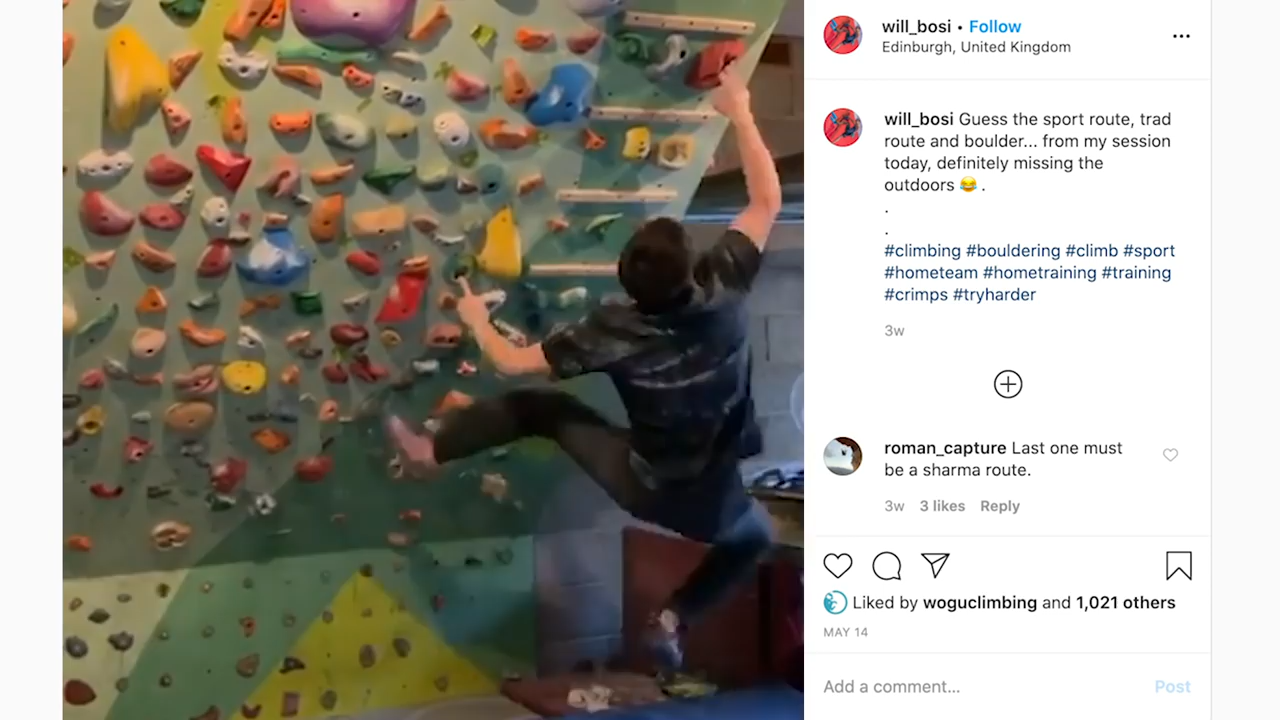 will_bosi • Follow
Edinburgh, United Kingdom
will_bosi Guess the sport route, trad
route and boulder... from my session
today, definitely missing the
outdoors 😂 .
.
.
#climbing #bouldering #climb #sport
#hometeam #hometraining #training
#crimps #tryharder
3w
roman_capture Last one must
be a sharma route.
3w 3 likes Reply
Liked by woguclimbing and 1,021 others
MAY 14
Add a comment... Post